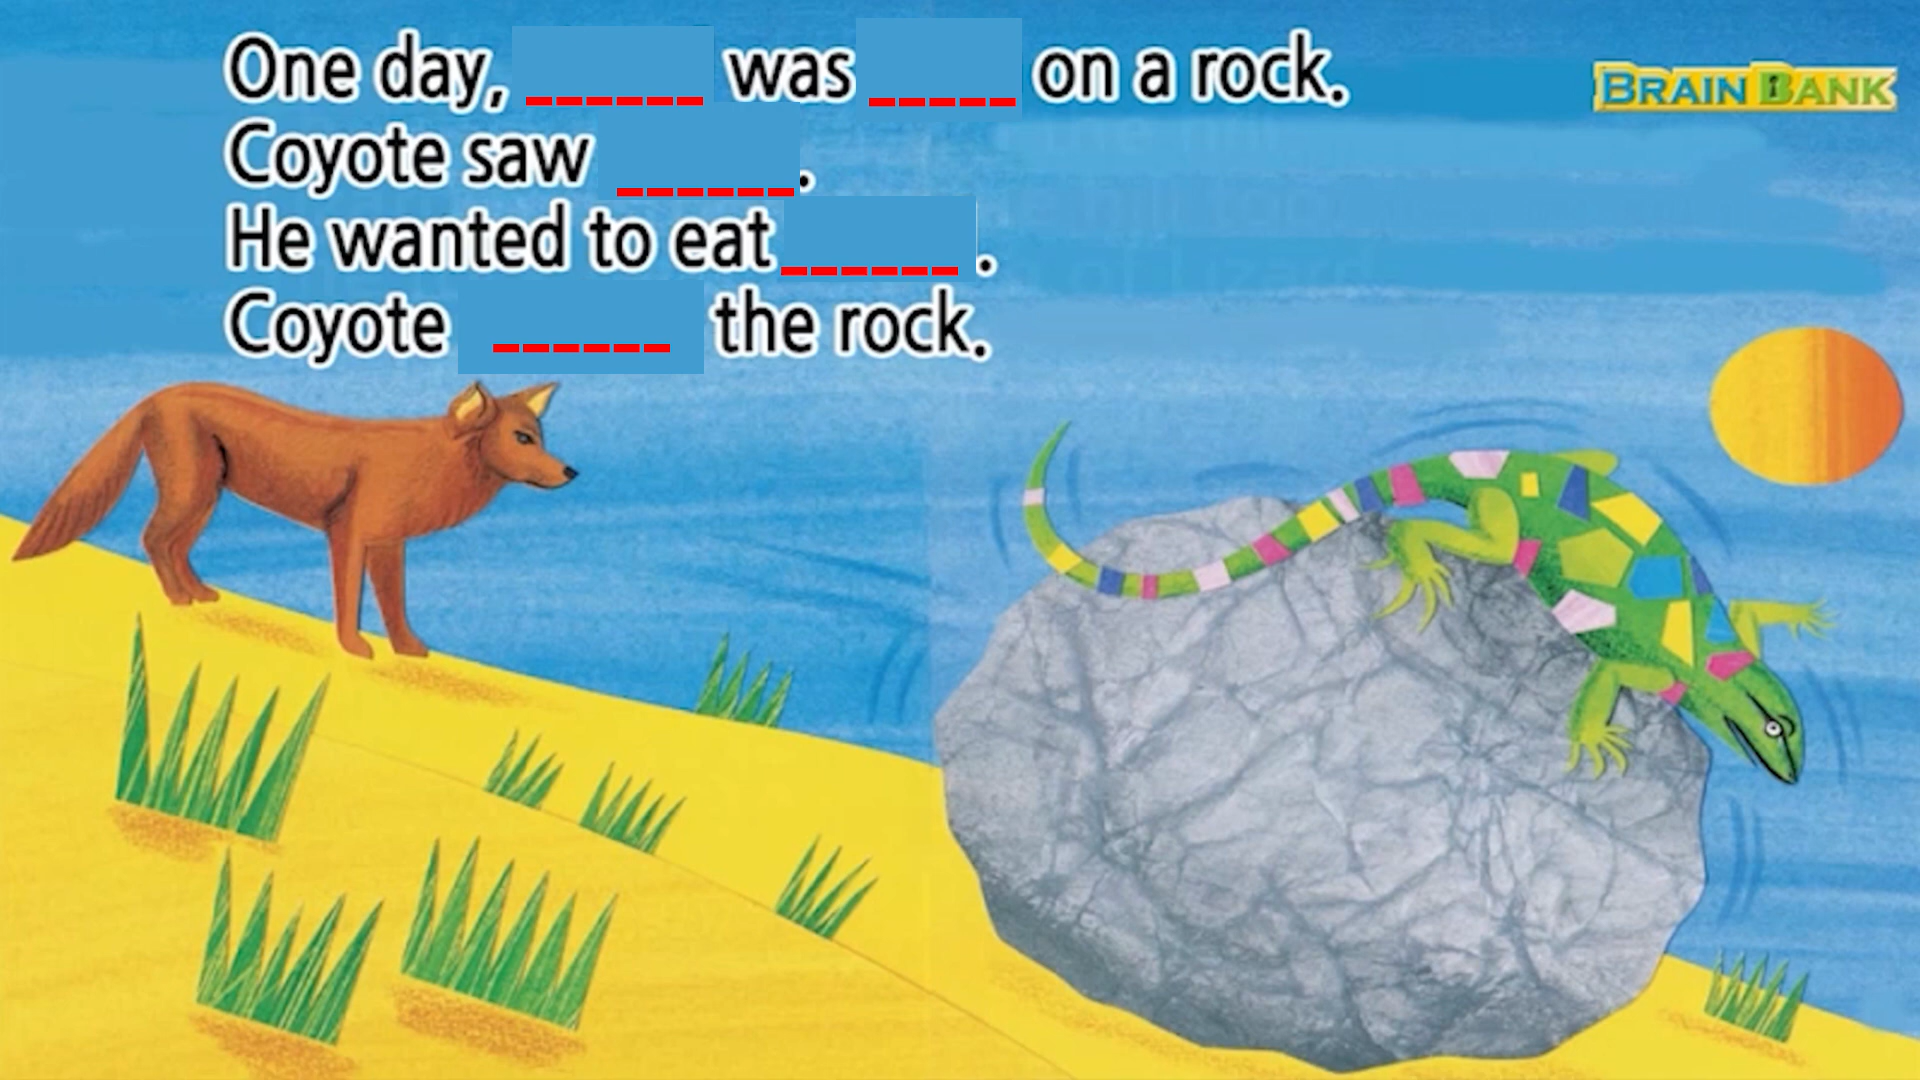 One day, ______ was _____ on a rock.
Coyote saw ______.
He wanted to eat ______.
Coyote ______ the rock.
BRAIN BANK